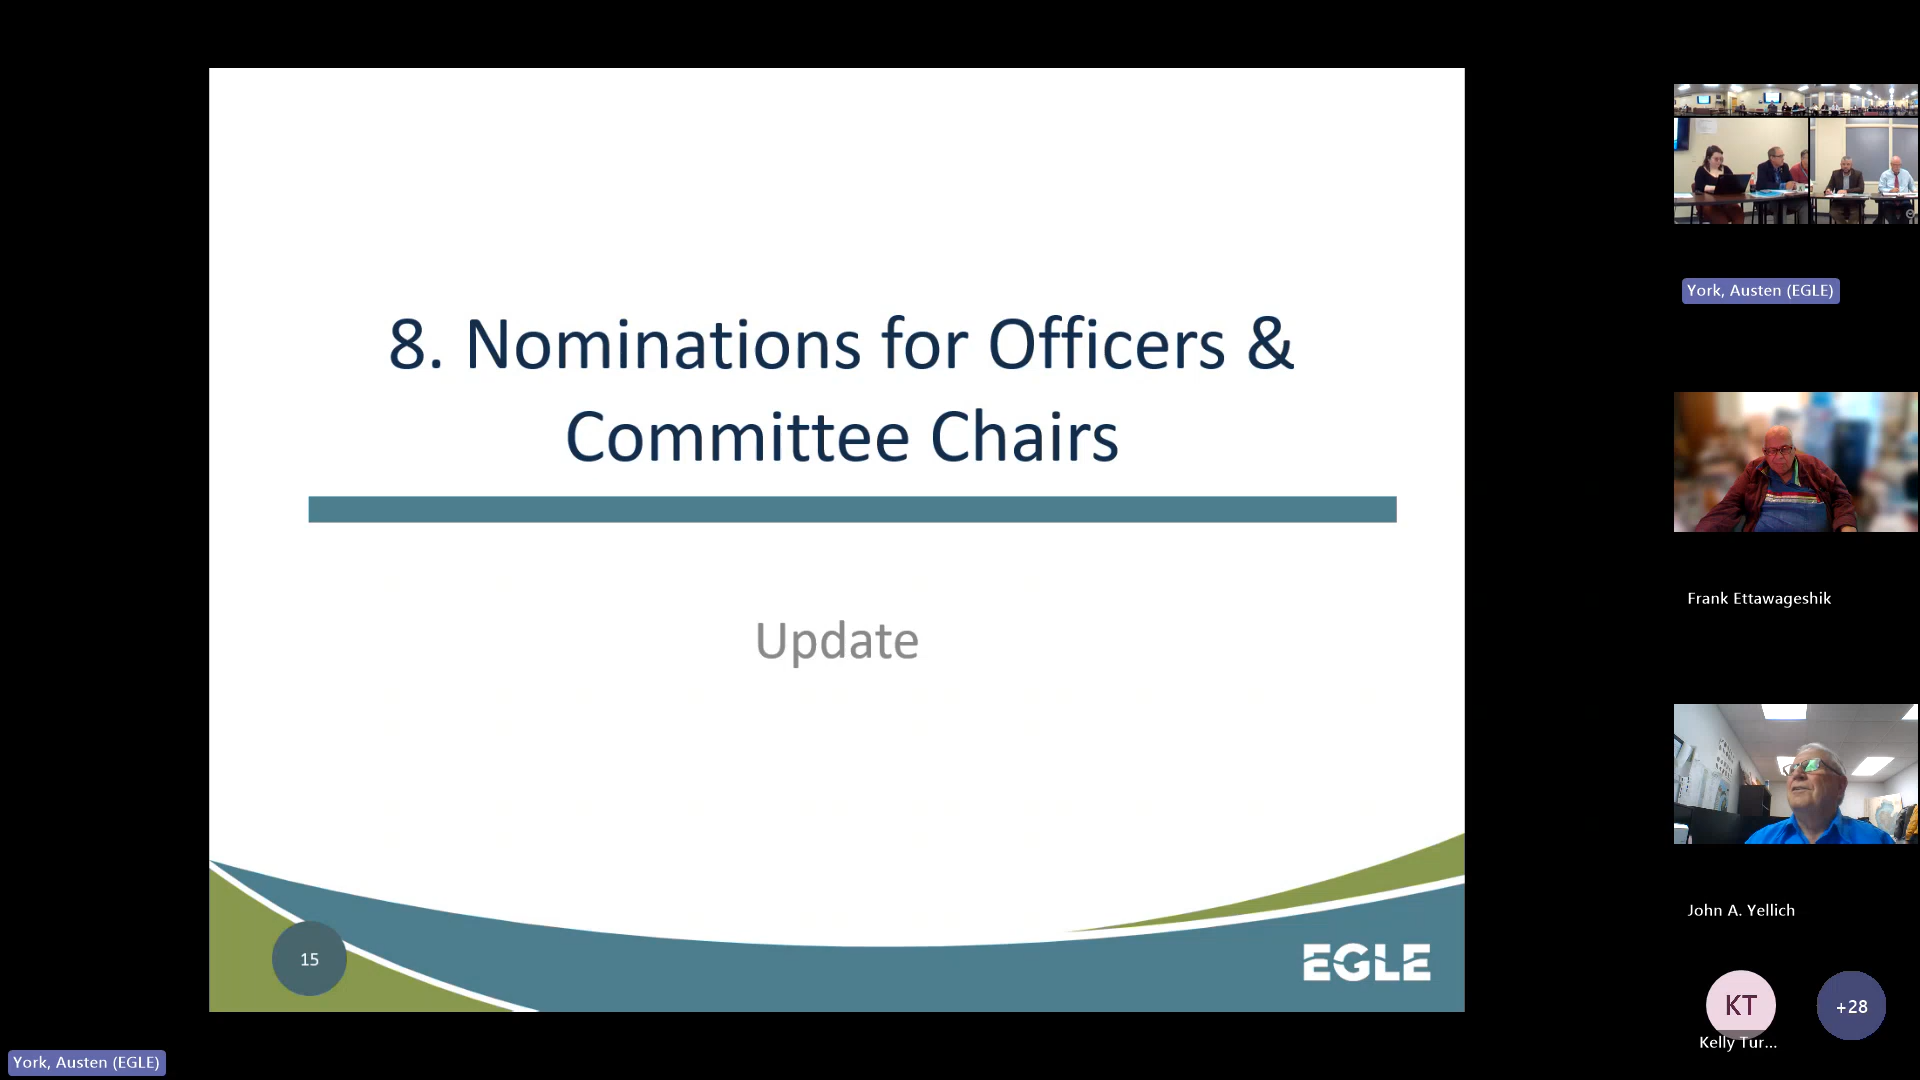 8. Nominations for Officers &
Committee Chairs
Update
15
EGLE
York, Austen (EGLE)
York, Austen (EGLE)
Frank Ettawageshik
John A. Yellich
KT
+28
Kelly Tur...